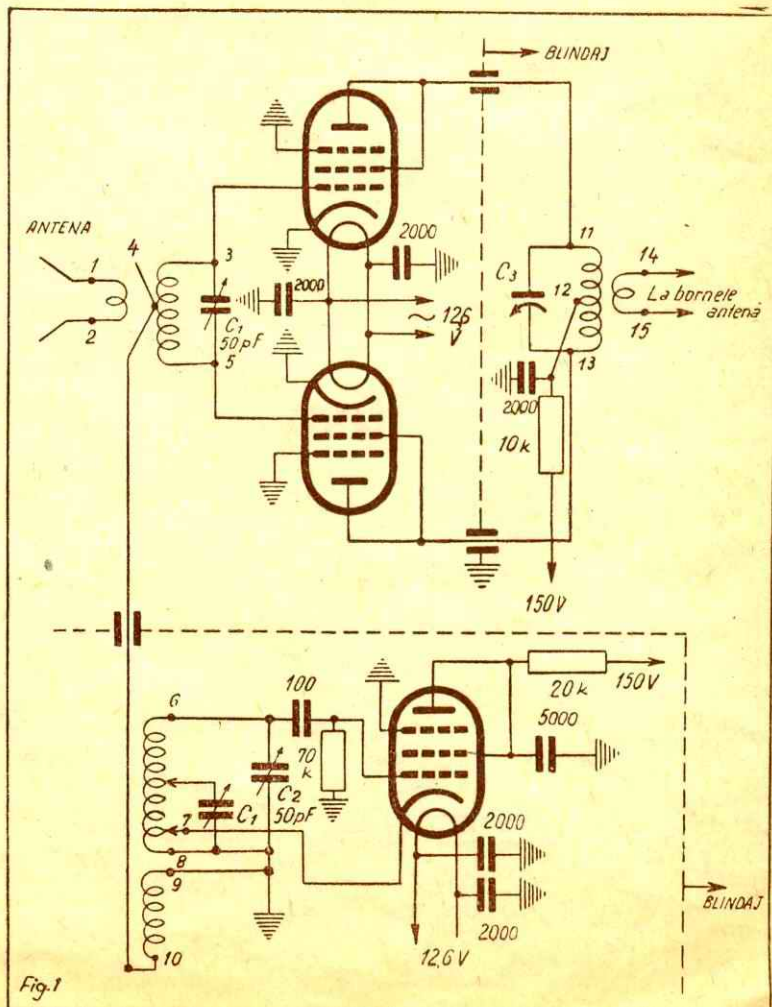 BLINDAJ
ANTENA
4
1
2
3
C1
50pF
5
2000
2000
~ 12,6
V
11
C3
12
13
14
La bornele
antenă
15
2000
10k
150V
6
100
70
k
C2
50pF
C1
7
8
9
10
20k
150V
5000
2000
2000
12,6V
BLINDAJ
Fig.1